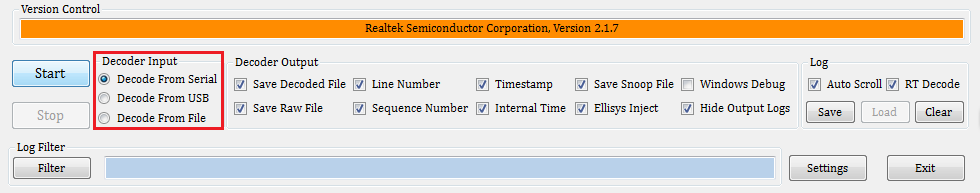 Version Control
Realtek Semiconductor Corporation, Version 2.1.7
Start
Stop
Decoder Input
Decode From Serial
Decode From USB
Decode From File
Decoder Output
Save Decoded File Line Number Timestamp Save Snoop File Windows Debug
Save Raw File Sequence Number Internal Time Ellisys Inject Hide Output Logs
Log
Auto Scroll RT Decode
Save Load Clear
Log Filter
Filter
Settings Exit